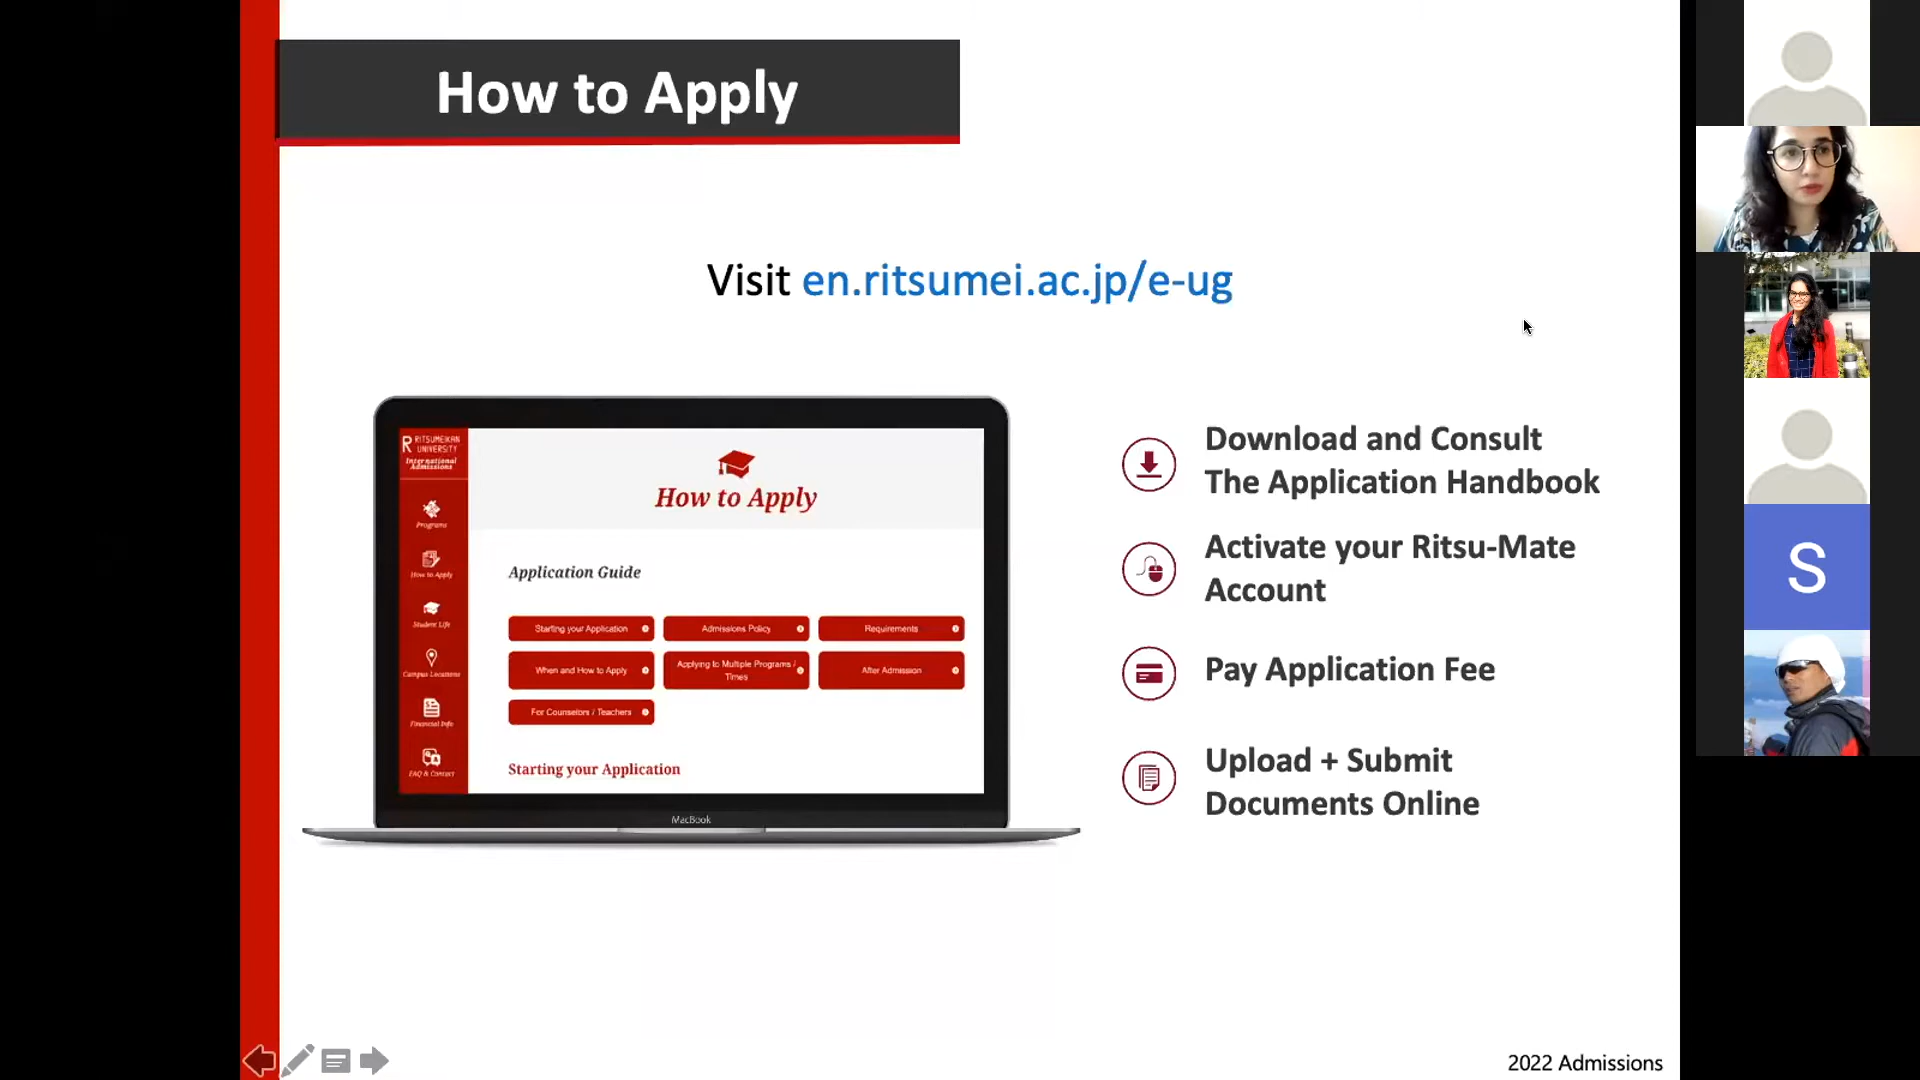 How to Apply
Visit en.ritsumei.ac.jp/e-ug
RITSUMEIKAN
UNIVERSITY
International
Admissions
Programs
How to Apply
Student Life
Campus Locations
Financial Info
FAQ & Contact
How to Apply
Application Guide
Starting your Application
Admissions Policy
Requirements
When and How to Apply
Applying to Multiple Programs /
Times
After Admission
For Counselors / Teachers
Starting your Application
MacBook
Download and Consult
The Application Handbook
Activate your Ritsu-Mate
Account
Pay Application Fee
Upload + Submit
Documents Online
S
2022 Admissions